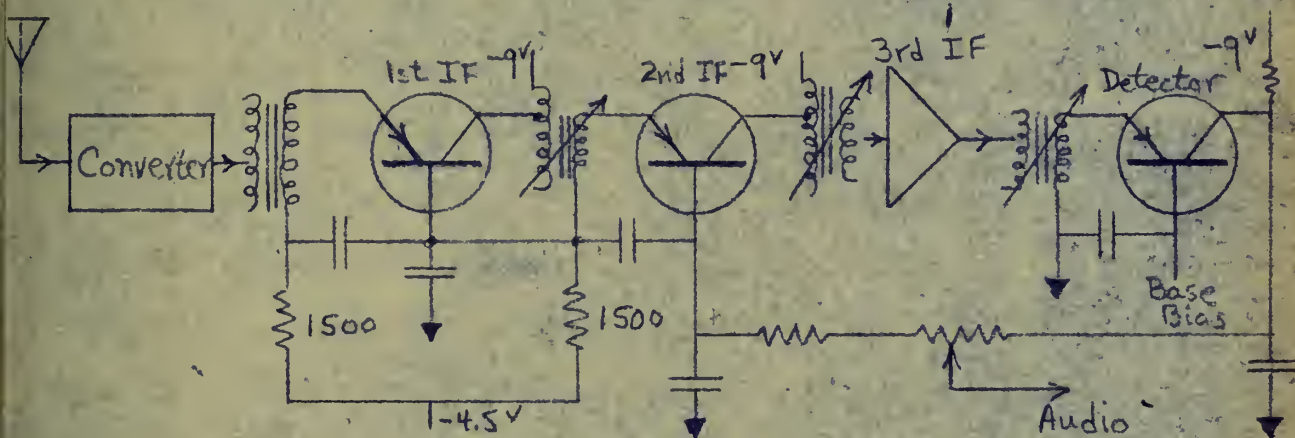 1st IF
-9V
2nd IF
-9V
3rd IF
Detector
-9V
Converter
1500
1500
-4.5V
Base
Bias
Audio